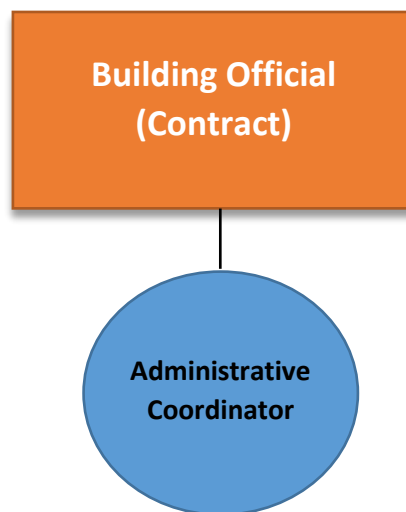 Building Official
(Contract)
Administrative
Coordinator